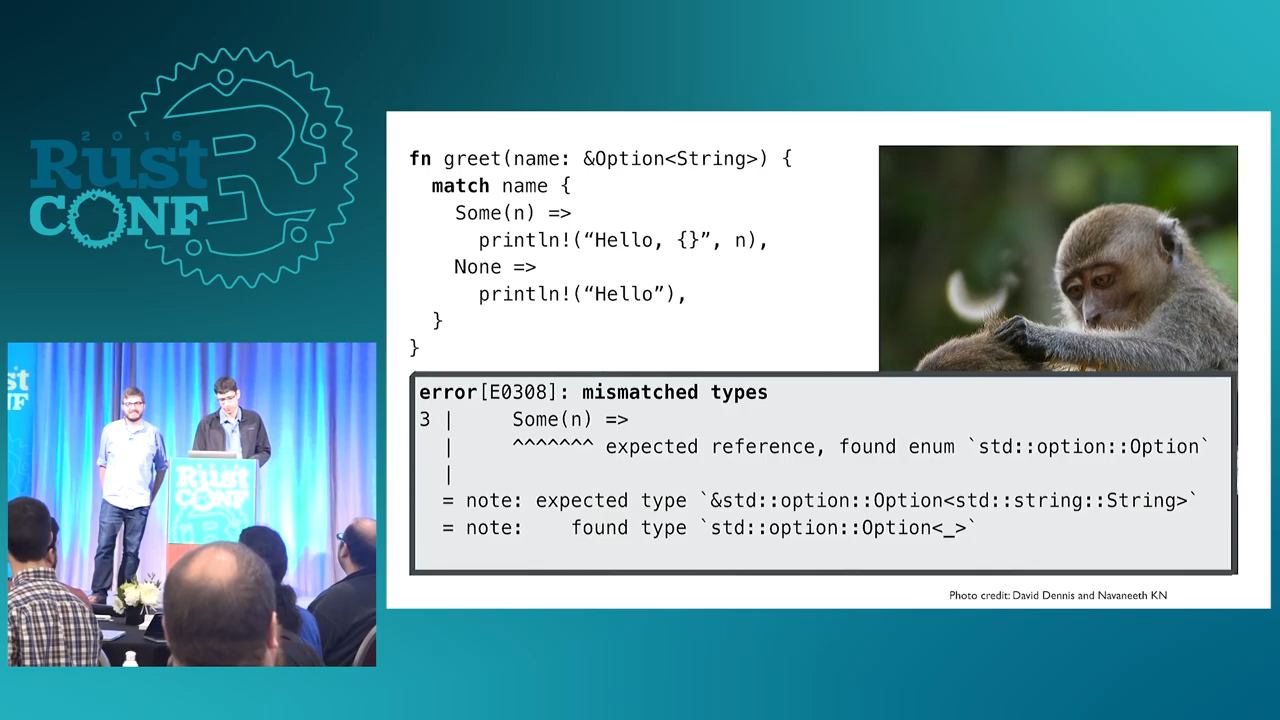 2016
Rust
CONF
fn greet(name: &Option<String>) {
match name {
Some(n) =>
println!(“Hello, {}”, n),
None =>
println!(“Hello”),
}
}
error[E0308]: mismatched types
3 | Some(n) =>
| ^^^^^^^ expected reference, found enum `std::option::Option`
|
= note: expected type `&std::option::Option<std::string::String>`
= note: found type `std::option::Option<_>`
Photo credit: David Dennis and Navaneeth KN
st
NF
Rust
CONF